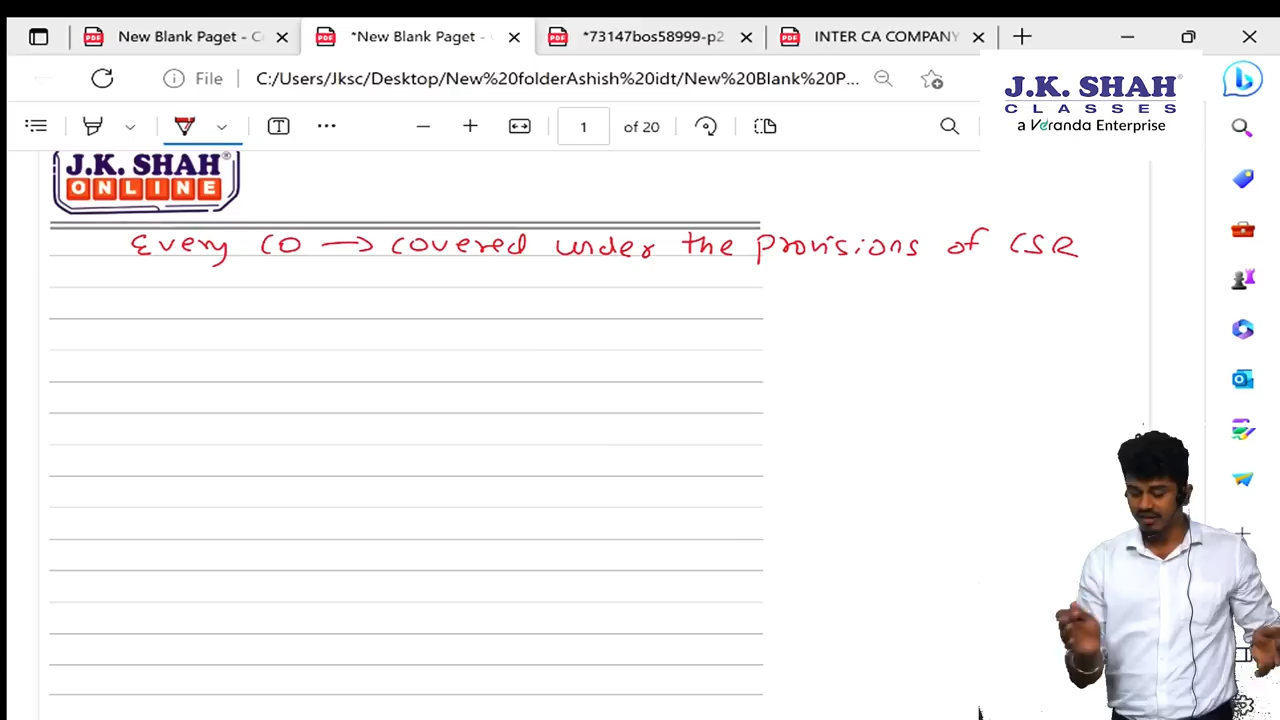 New Blank Paget - C
*New Blank Paget -
*73147bos58999-p2
INTER CA COMPANY
File
C:/Users/Jksc/Desktop/New%20folderAshish%20idt/New%20Blank%20P...
1 of 20
J.K. SHAH®
CLASSES
a Veranda Enterprise
J.K. SHAH®
ONLINE
Every CO → covered under the provisions of CSR